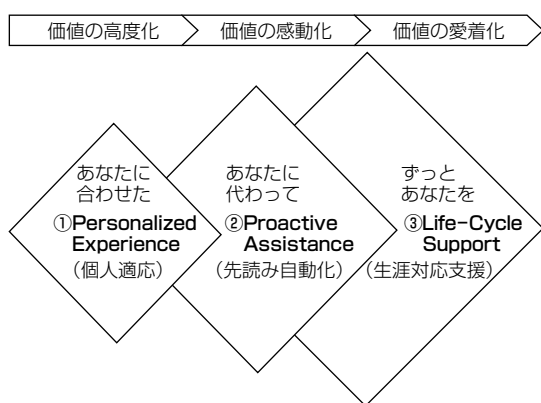 価値の高度化
価値の感動化
価値の愛着化
あなたに
合わせた
①Personalized
Experience
（個人適応）
あなたに
代わって
②Proactive
Assistance
（先読み自動化）
ずっと
あなたを
③Life-Cycle
Support
（生涯対応支援）